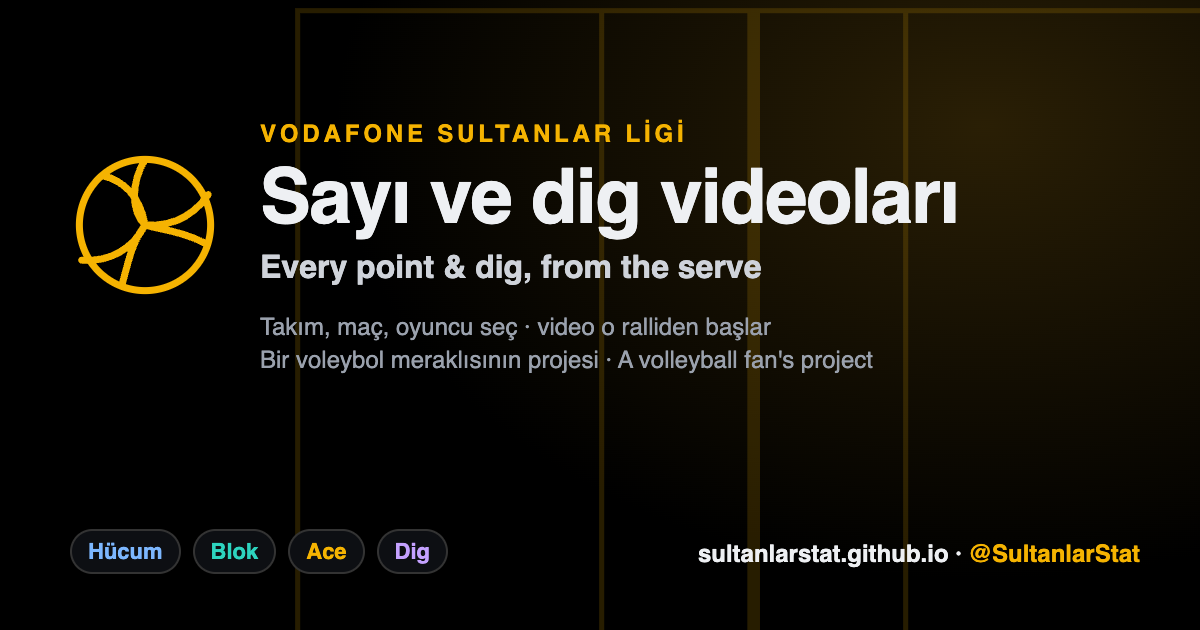 VODAFONE SULTANLAR LİGİ
Sayı ve dig videoları
Every point & dig, from the serve
Takım, maç, oyuncu seç · video o ralliden başlar
Bir voleybol meraklısının projesi · A volleyball fan's project
Hücum Blok Ace Dig
sultanlarstat.github.io · @SultanlarStat